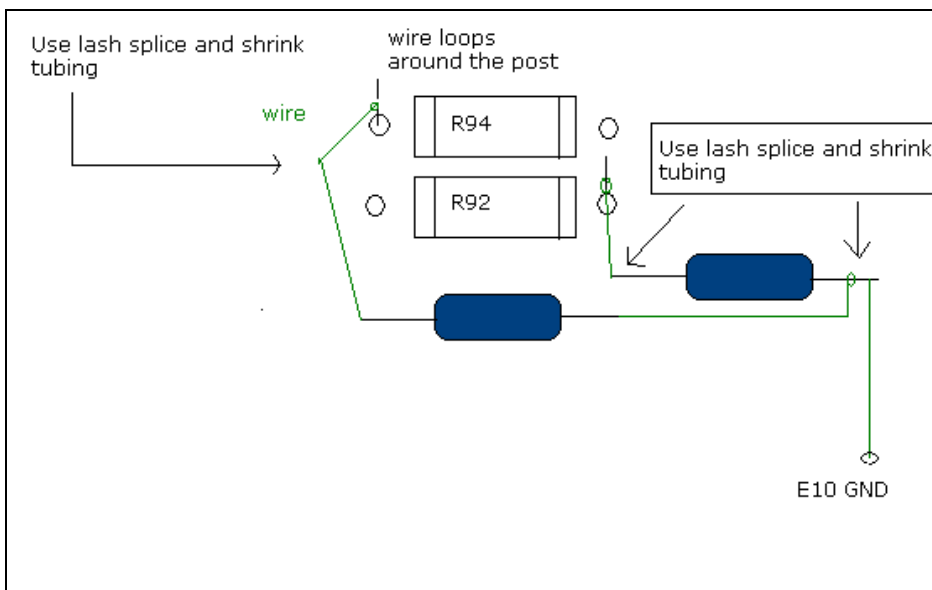 Use lash splice and shrink
tubing
wire loops
around the post
wire
R94
Use lash splice and shrink
tubing
R92
E10 GND